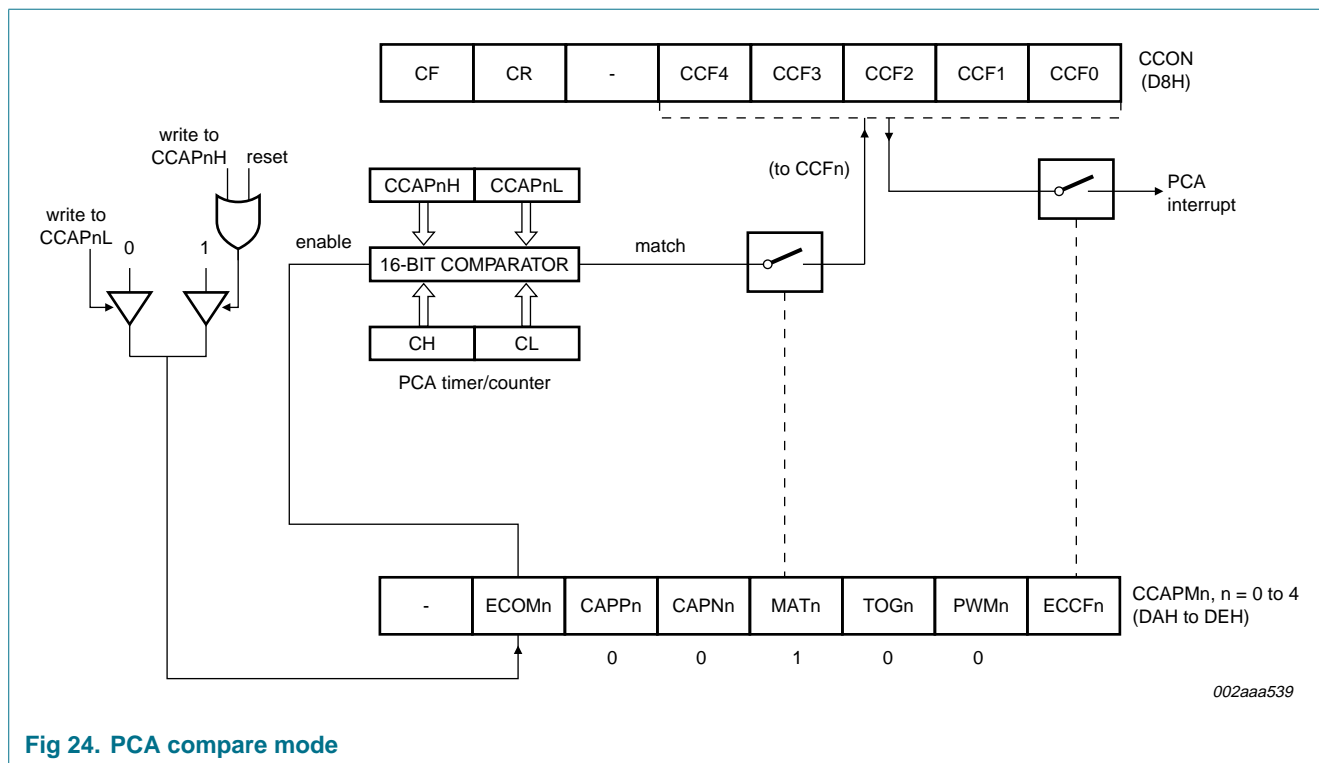 CF CR - CCF4 CCF3 CCF2 CCF1 CCF0
CCON
(D8H)
write to
CCAPnH
reset
write to
CCAPnL
0
1
enable
CCAPnH CCAPnL
16-BIT COMPARATOR
CH CL
PCA timer/counter
match
(to CCFn)
PCA
interrupt
- ECOMn CAPPn CAPNn MATn TOGn PWMn ECCFn
CCAPMn, n = 0 to 4
(DAH to DEH)
0 0 1 0 0
002aaa539
Fig 24. PCA compare mode